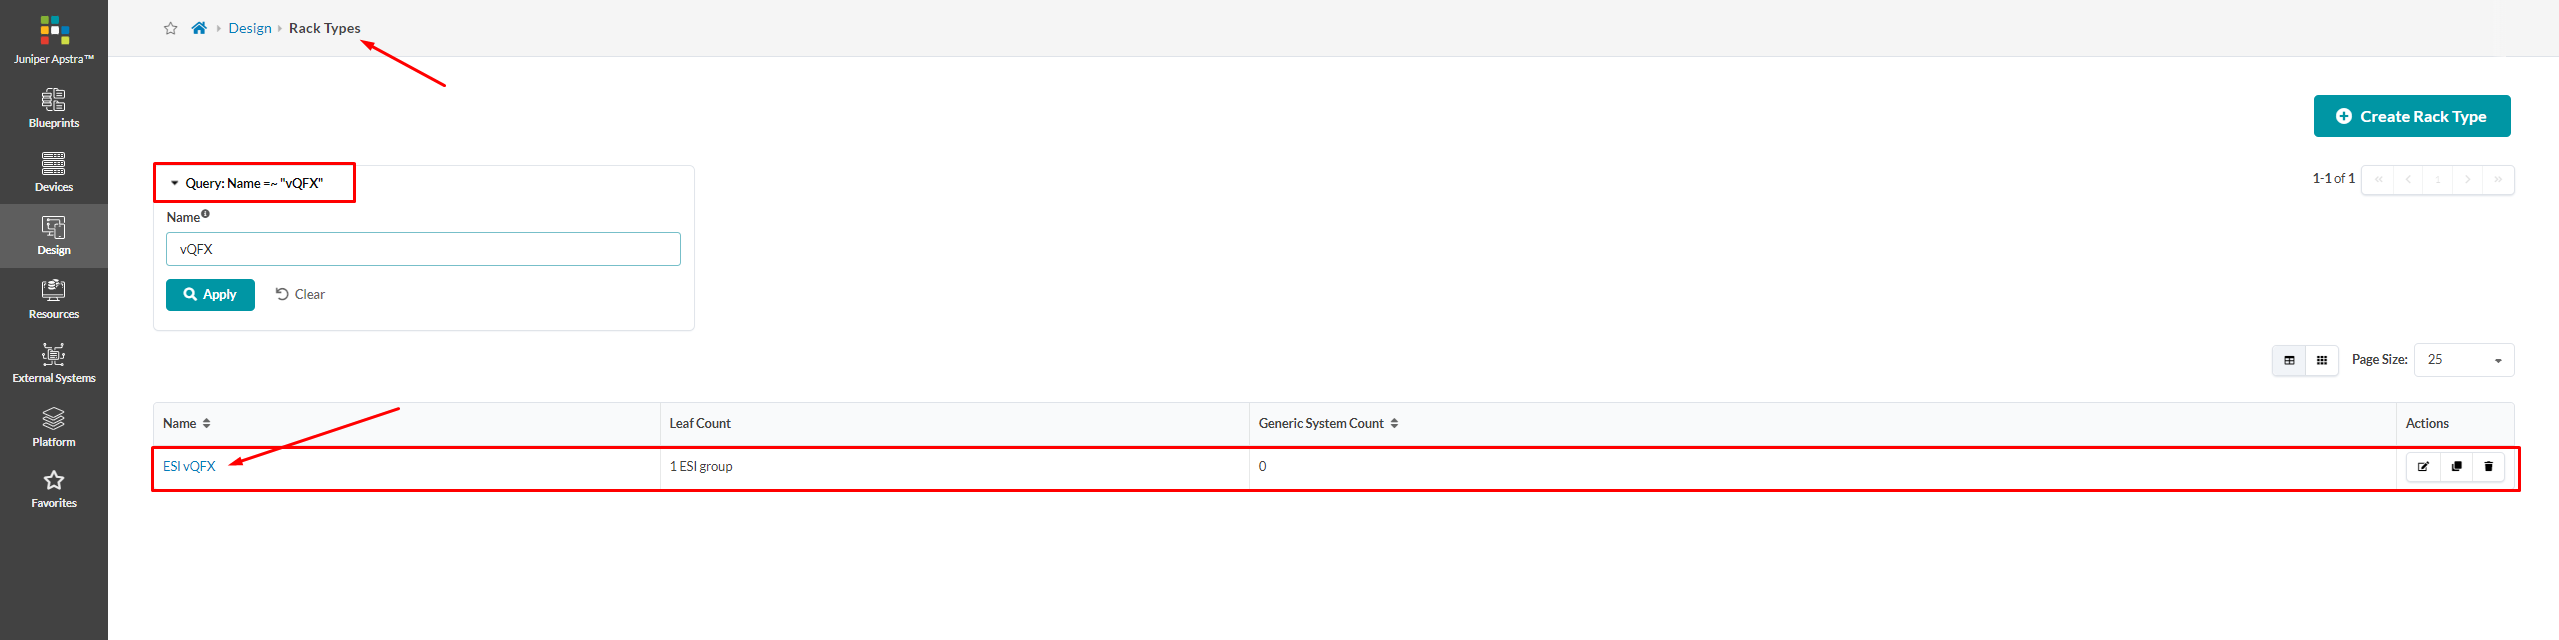 Juniper Apstra™
Blueprints
Devices
Design
Resources
External Systems
Platform
Favorites
Design Rack Types
Create Rack Type
Query: Name =~ "vQFX"
1-1 of 1 « ‹ 1 › »
Name
vQFX
Apply Clear
Page Size: 25
Name Leaf Count Generic System Count Actions
ESI vQFX 1 ESI group 0